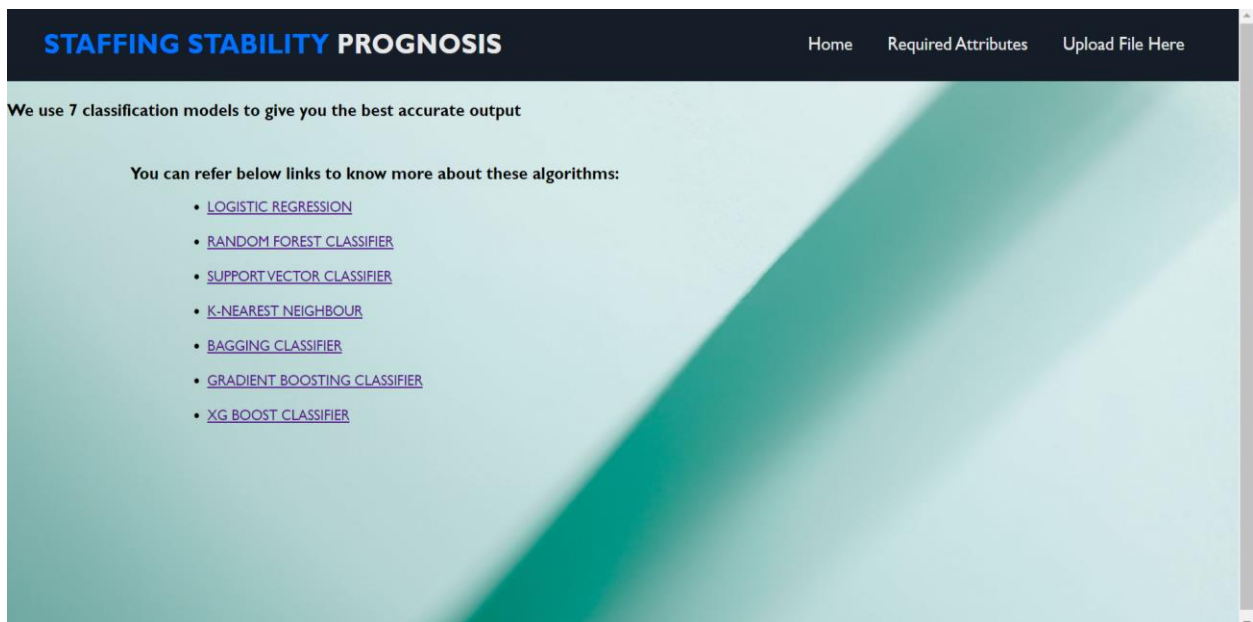 STAFFING STABILITY PROGNOSIS
Home Required Attributes Upload File Here
We use 7 classification models to give you the best accurate output
You can refer below links to know more about these algorithms:
• LOGISTIC REGRESSION
• RANDOM FOREST CLASSIFIER
• SUPPORT VECTOR CLASSIFIER
• K-NEAREST NEIGHBOUR
• BAGGING CLASSIFIER
• GRADIENT BOOSTING CLASSIFIER
• XG BOOST CLASSIFIER